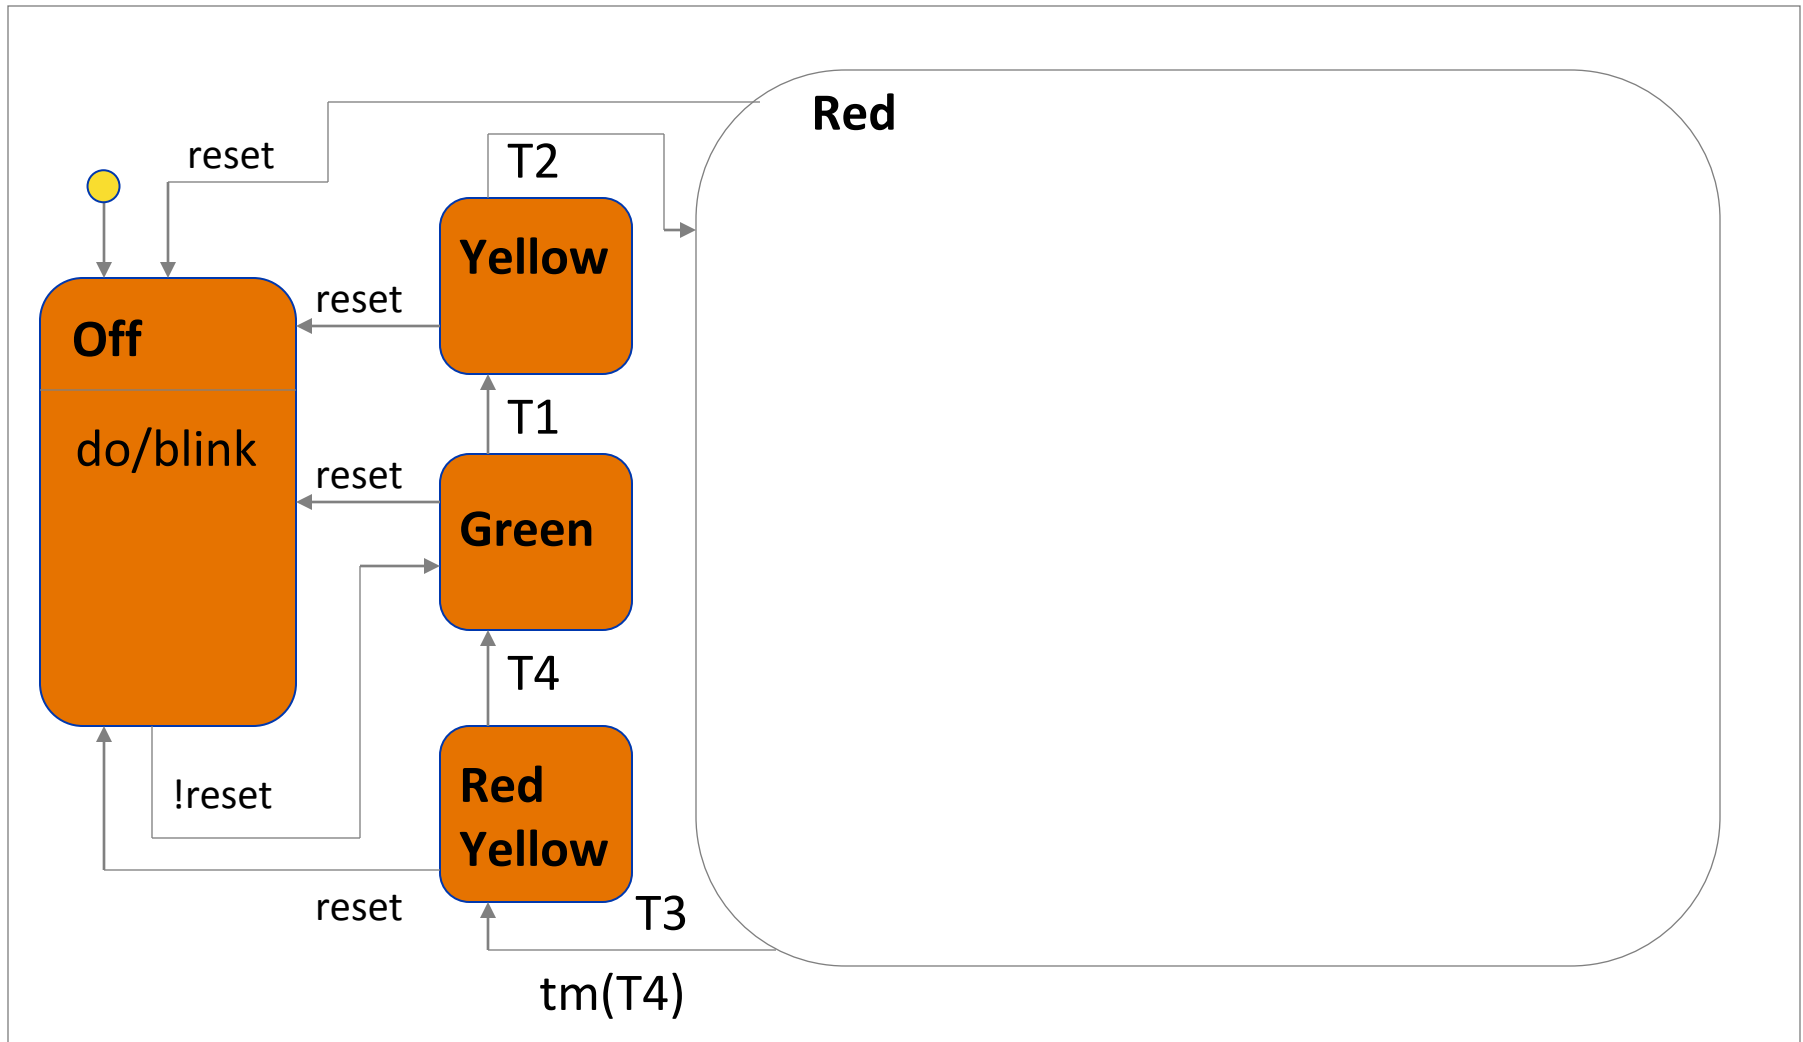 Red
reset
T2
Yellow
reset
Off
T1
do/blink
reset
Green
T4
Red
Yellow
!reset
reset
T3
tm(T4)